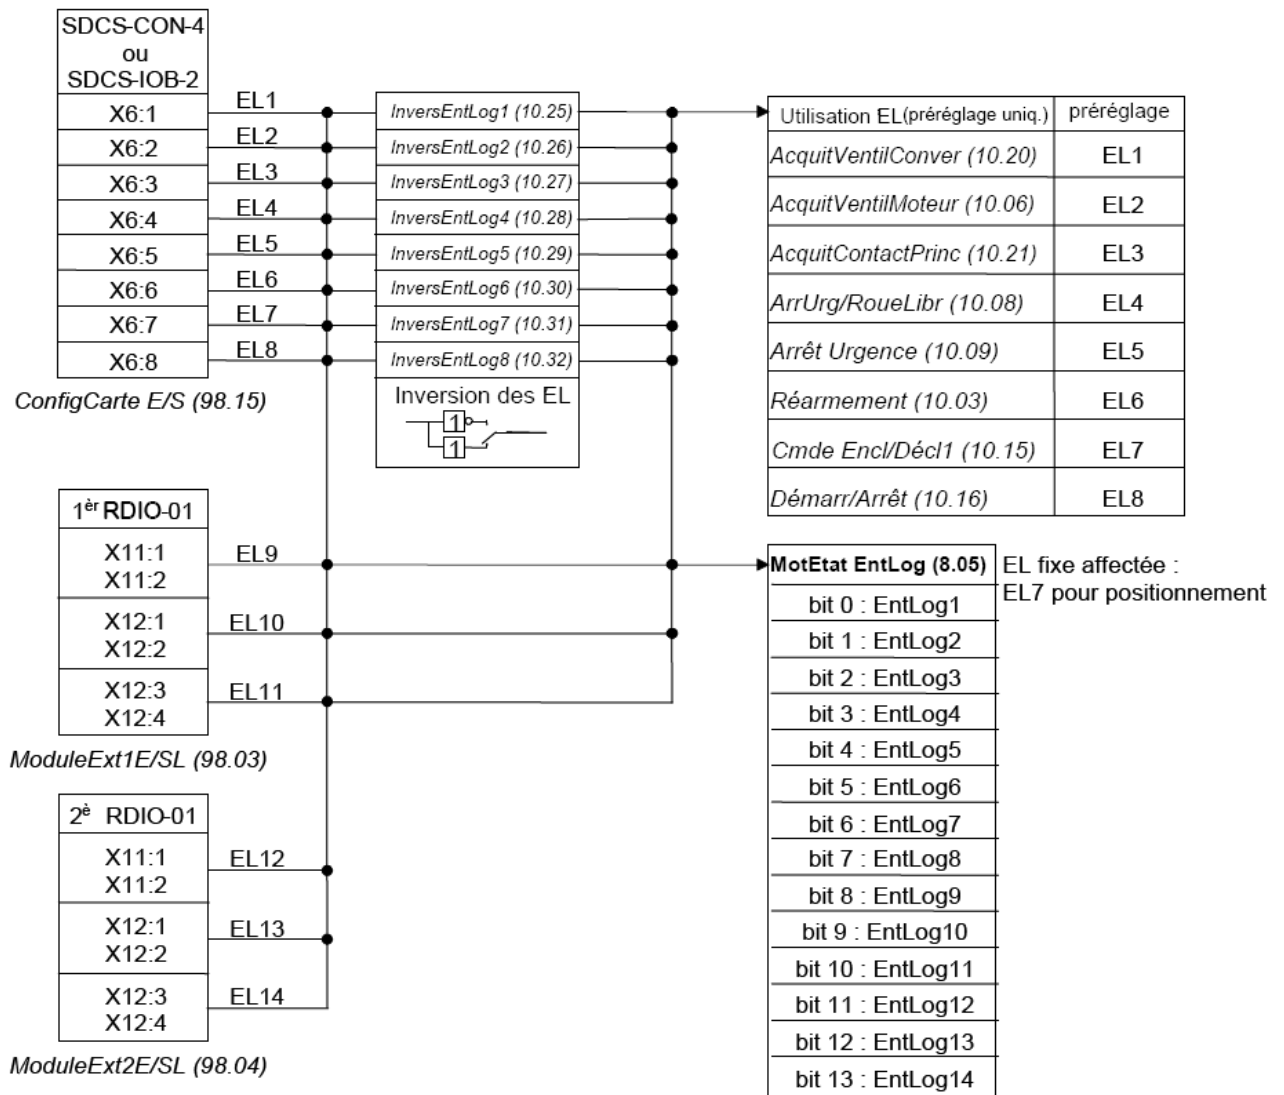 SDCS-CON-4
ou
SDCS-IOB-2
X6:1
X6:2
X6:3
X6:4
X6:5
X6:6
X6:7
X6:8
EL1
EL2
EL3
EL4
EL5
EL6
EL7
EL8
ConfigCarte E/S (98.15)
InversEntLog1 (10.25)
InversEntLog2 (10.26)
InversEntLog3 (10.27)
InversEntLog4 (10.28)
InversEntLog5 (10.29)
InversEntLog6 (10.30)
InversEntLog7 (10.31)
InversEntLog8 (10.32)
Inversion des EL
1
1
Utilisation EL(préréglage uniq.) préréglage
AcquitVentilConver (10.20) EL1
AcquitVentilMoteur (10.06) EL2
AcquitContactPrinc (10.21) EL3
ArrUrg/RoueLibr (10.08) EL4
Arrêt Urgence (10.09) EL5
Réarmement (10.03) EL6
Cmde Encl/Décl1 (10.15) EL7
Démarr/Arrêt (10.16) EL8
1èr RDIO-01
X11:1
X11:2
X12:1
X12:2
X12:3
X12:4
EL9
EL10
EL11
ModuleExt1E/SL (98.03)
2è RDIO-01
X11:1
X11:2
X12:1
X12:2
X12:3
X12:4
EL12
EL13
EL14
ModuleExt2E/SL (98.04)
MotEtat EntLog (8.05)
bit 0 : EntLog1
bit 1 : EntLog2
bit 2 : EntLog3
bit 3 : EntLog4
bit 4 : EntLog5
bit 5 : EntLog6
bit 6 : EntLog7
bit 7 : EntLog8
bit 8 : EntLog9
bit 9 : EntLog10
bit 10 : EntLog11
bit 11 : EntLog12
bit 12 : EntLog13
bit 13 : EntLog14
EL fixe affectée :
EL7 pour positionnement